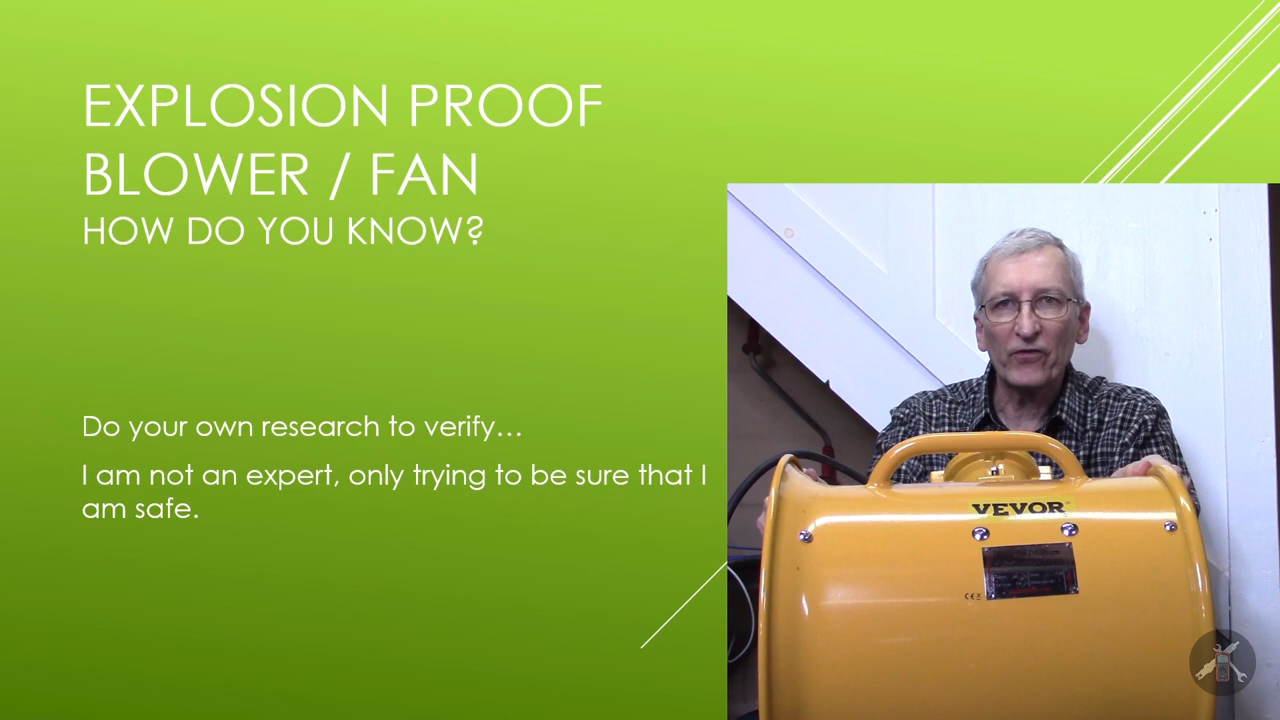 EXPLOSION PROOF
BLOWER / FAN
HOW DO YOU KNOW?
Do your own research to verify...
I am not an expert, only trying to be sure that I
am safe.
VEVOR
CE